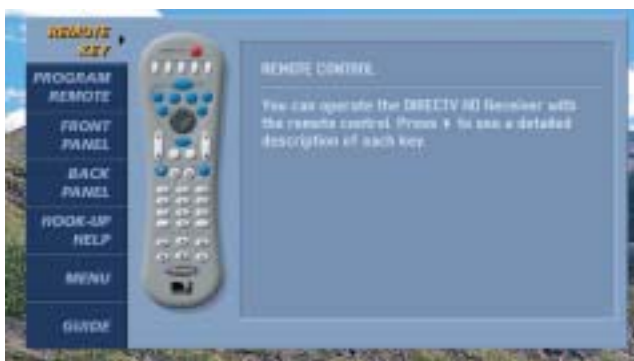 REMOTE
KEY
PROGRAM
REMOTE
FRONT
PANEL
BACK
PANEL
HOOK-UP
HELP
MENU
GUIDE
REMOTE CONTROL
You can operate the DIRECTV HD Receiver with
the remote control. Press to see a detailed
description of each key.